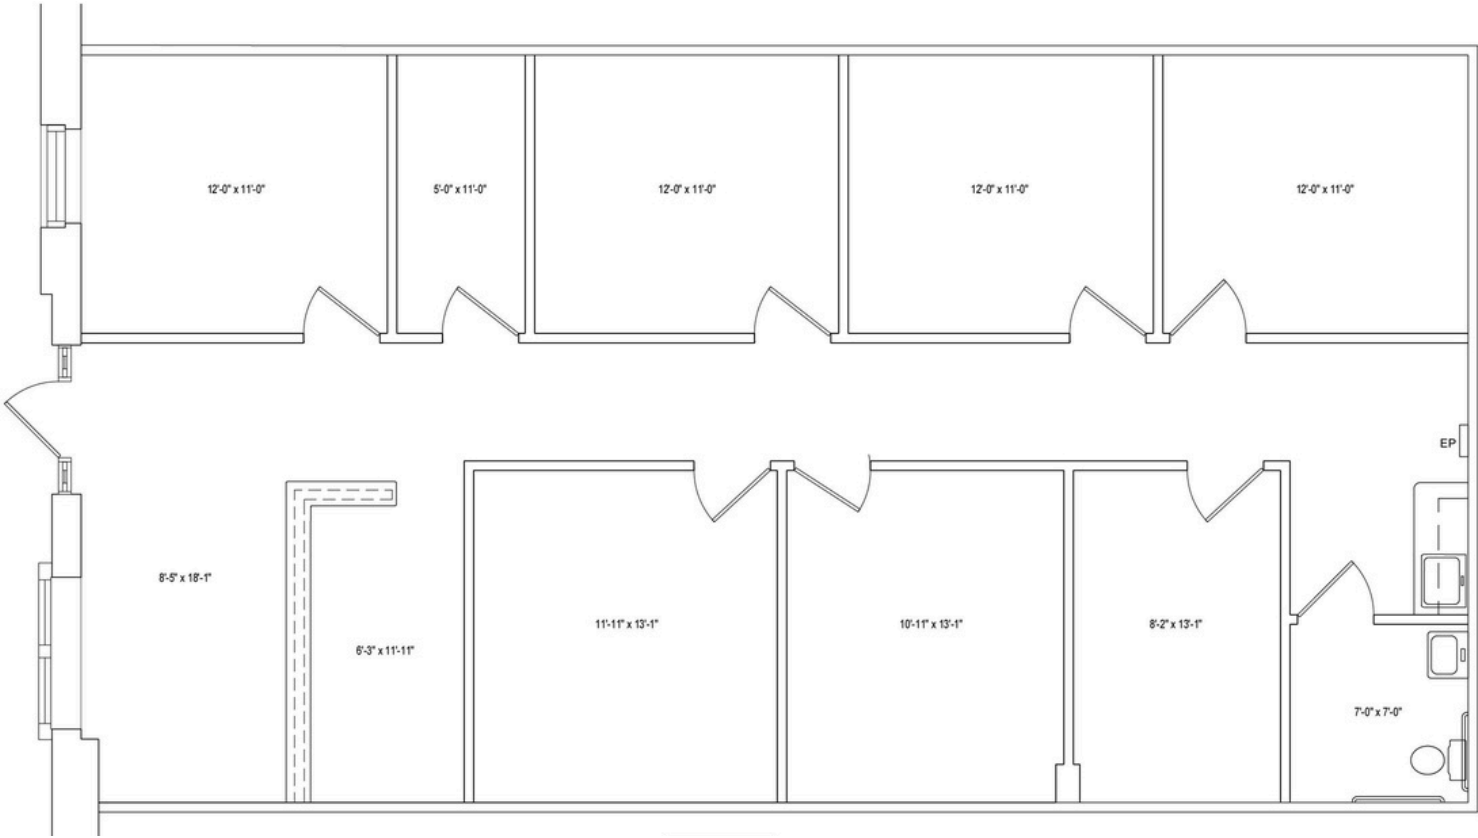 12'-0" x 11'-0"
5'-0" x 11'-0"
12'-0" x 11'-0"
12'-0" x 11'-0"
12'-0" x 11'-0"
EP
8'-5" x 18'-1"
11'-11" x 13'-1"
10'-11" x 13'-1"
8'-2" x 13'-1"
6'-3" x 11'-11"
7'-0" x 7'-0"